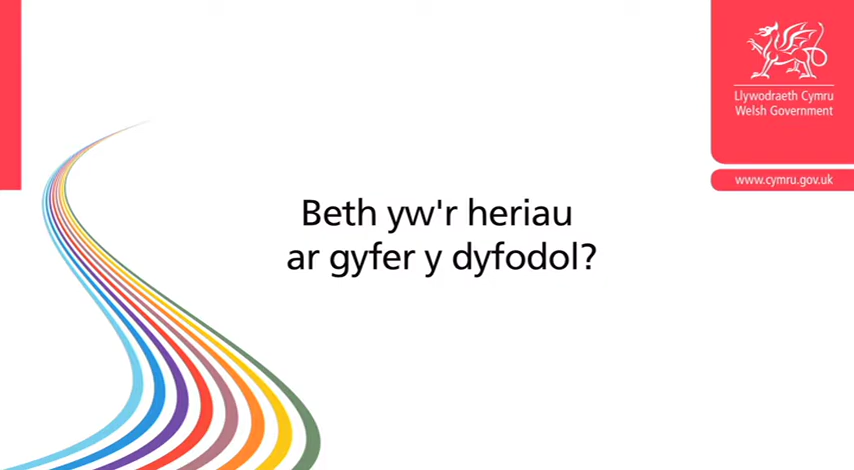 Llywodraeth Cymru
Welsh Government
www.cymru.gov.uk
Beth yw'r heriau
ar gyfer y dyfodol?